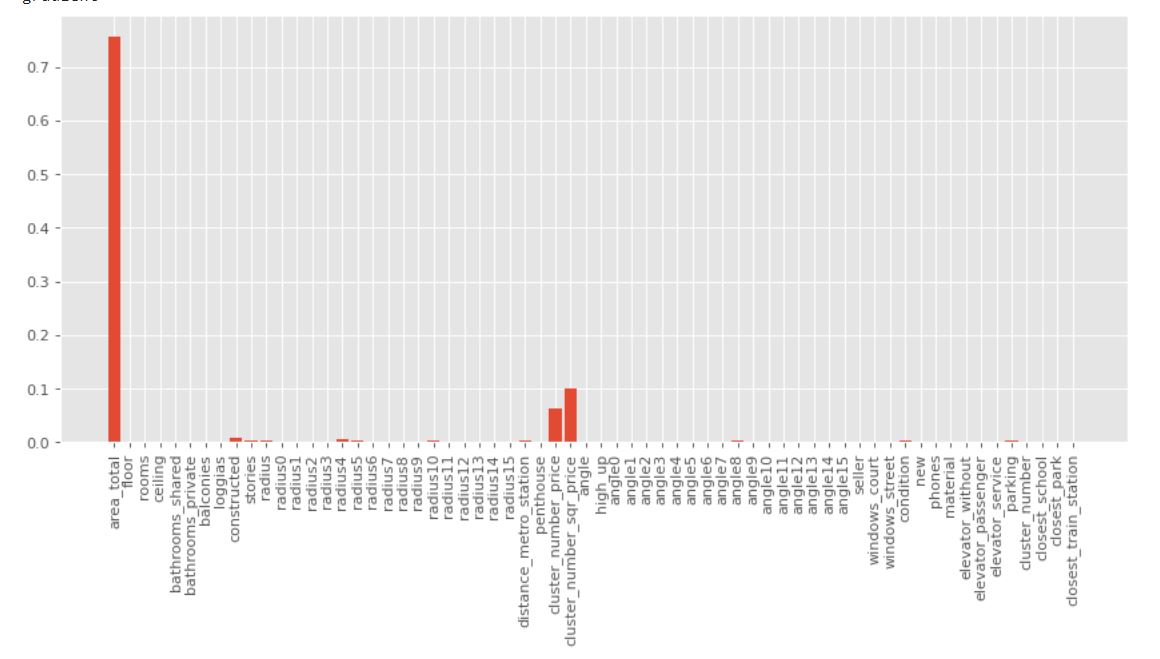 0.7
0.6
0.5
0.4
0.3
0.2
0.1
0.0
area_total
floor
rooms
ceiling
bathrooms_shared
bathrooms_private
balconies
loggias
constructed
stories
radius
radius0
radius1
radius2
radius3
radius4
radius5
radius6
radius7
radius8
radius9
radius10
radius11
radius12
radius13
radius14
radius15
distance_metro_station
penthouse
cluster_number_price
cluster_number_sqr_price
angle
high_up
angle0
angle1
angle2
angle3
angle4
angle5
angle6
angle7
angle8
angle9
angle10
angle11
angle12
angle13
angle14
angle15
seller
windows_court
windows_street
condition
new
phones
material
elevator_without
elevator_passenger
elevator_service
parking
cluster_number
closest_school
closest_park
closest_train_station